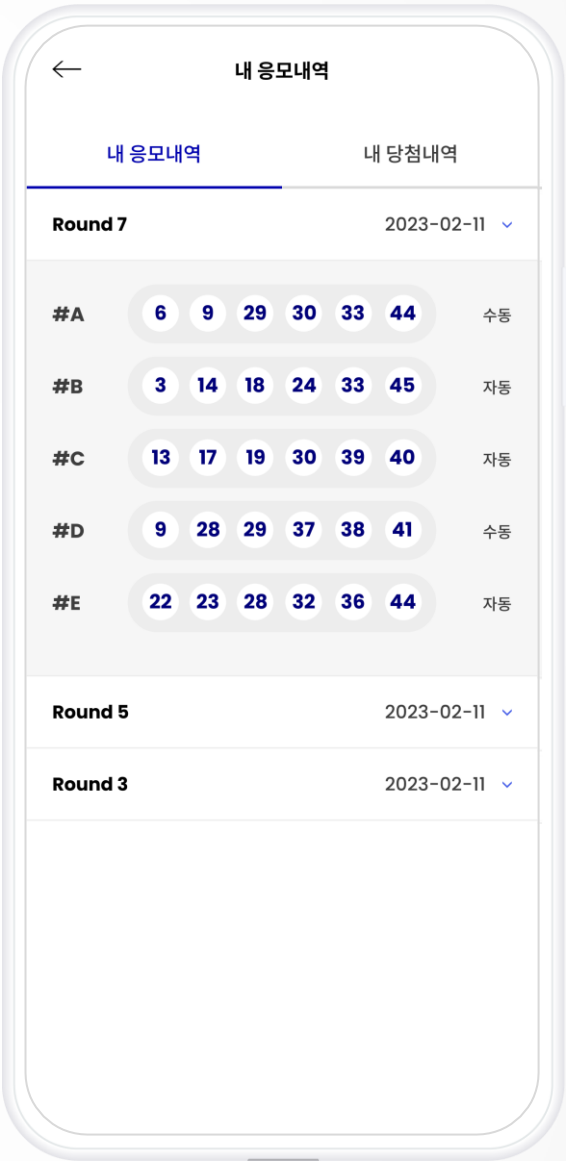 내 응모내역
내 응모내역 내 당첨내역
Round 7 2023-02-11
#A 6 9 29 30 33 44 수동
#B 3 14 18 24 33 45 자동
#C 13 17 19 30 39 40 자동
#D 9 28 29 37 38 41 수동
#E 22 23 28 32 36 44 자동
Round 5 2023-02-11
Round 3 2023-02-11